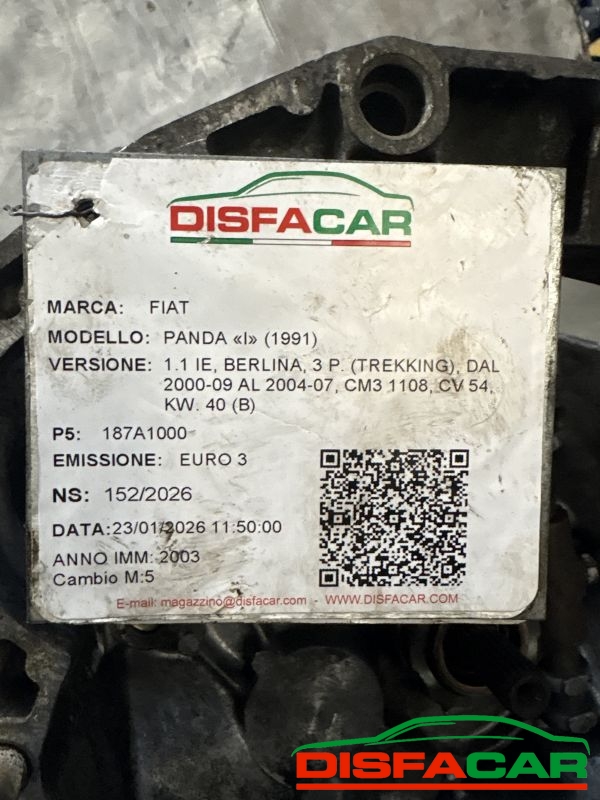 DISFACAR
MARCA: FIAT
MODELLO: PANDA «I» (1991)
VERSIONE: 1.1 IE, BERLINA, 3 P. (TREKKING), DAL
2000-09 AL 2004-07, CM3 1108, CV 54,
KW. 40 (B)
P5: 187A1000
EMISSIONE: EURO 3
NS: 152/2026
DATA:23/01/2026 11:50:00
ANNO IMM: 2003
Cambio M:5
E-mail: magazzino@disfacar.com - WWW.DISFACAR.COM
DISFACAR